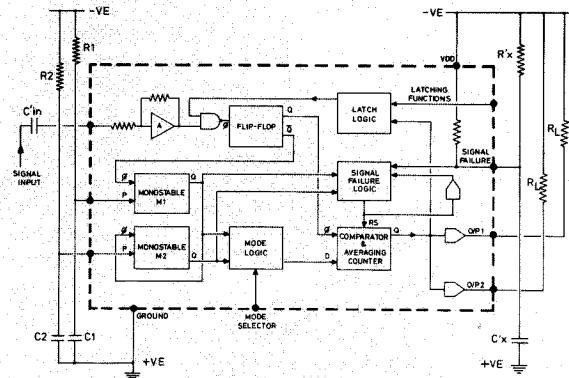 -VE
-VE
R1
R2
R'x
VDD
LATCHING
FUNCTIONS
C'in
A
Q
FLIP-FLOP
Ø
Q̄
LATCH
LOGIC
RL
SIGNAL
INPUT
SIGNAL
FAILURE
Ø
Q
P
MONOSTABLE
M1
SIGNAL
FAILURE
LOGIC
RL
RS
Ø
Q
P
MONOSTABLE
M2
MODE
LOGIC
Ø
Q
D
COMPARATOR
&
AVERAGING
COUNTER
O/P1
O/P2
C2
C1
GROUND
MODE
SELECTOR
C'x
+VE
+VE